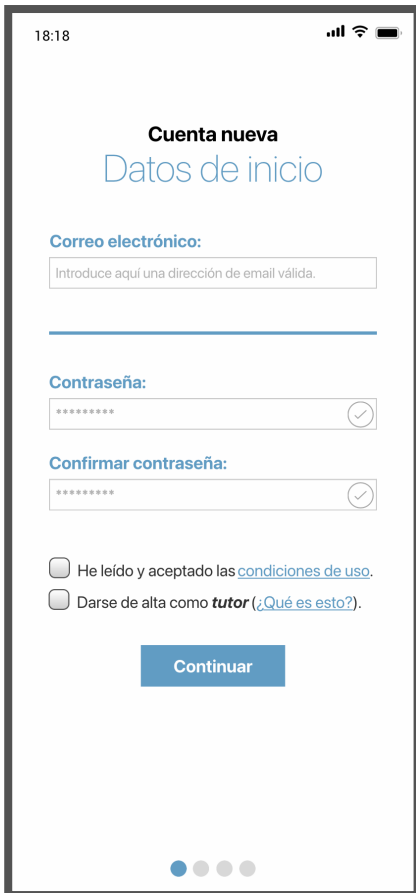 18:18
Cuenta nueva
Datos de inicio
Correo electrónico:
Introduce aquí una dirección de email válida.
Contraseña:
*********
Confirmar contraseña:
*********
He leído y aceptado las condiciones de uso.
Darse de alta como tutor (¿Qué es esto?).
Continuar